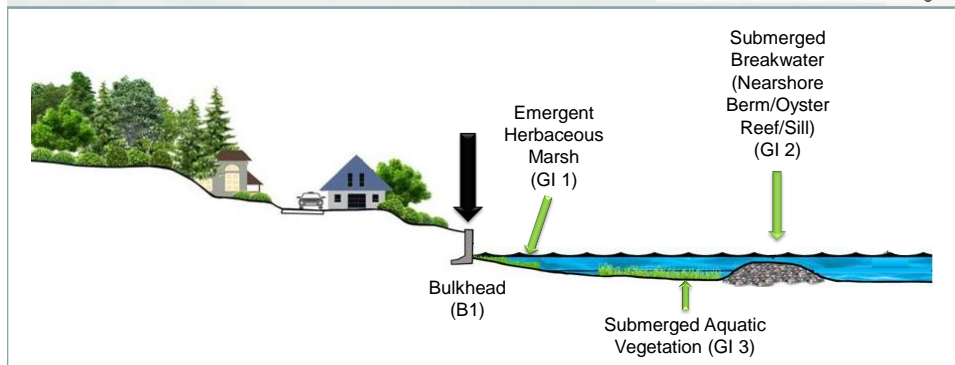 Submerged
Breakwater
(Nearshore
Berm/Oyster
Reef/Sill)
(GI 2)
Emergent
Herbaceous
Marsh
(GI 1)
Bulkhead
(B1)
Submerged Aquatic
Vegetation (GI 3)